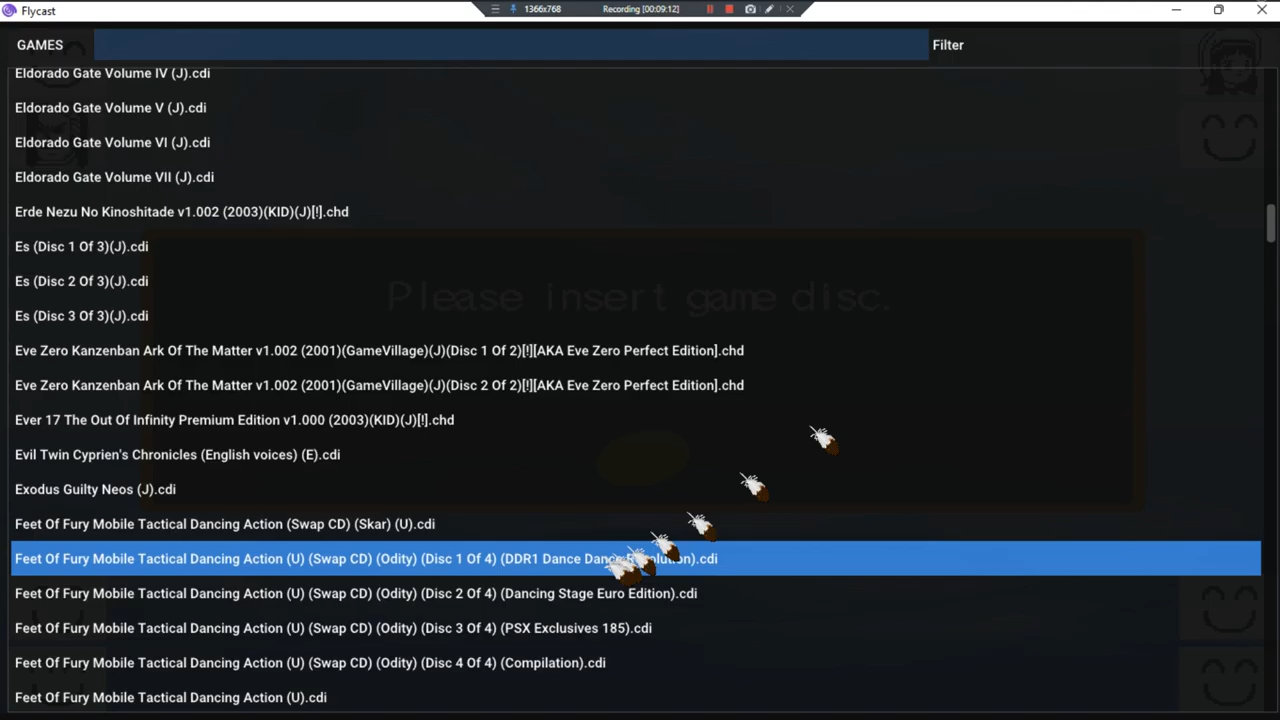 Flycast
1366x768
Recording [00:09:12]
GAMES
Filter
Eldorado Gate Volume IV (J).cdi
Eldorado Gate Volume V (J).cdi
Eldorado Gate Volume VI (J).cdi
Eldorado Gate Volume VII (J).cdi
Erde Nezu No Kinoshitade v1.002 (2003)(KID)(J)[!].chd
Es (Disc 1 Of 3)(J).cdi
Es (Disc 2 Of 3)(J).cdi
Please insert game disc.
Es (Disc 3 Of 3)(J).cdi
Eve Zero Kanzenban Ark Of The Matter v1.002 (2001)(GameVillage)(J)(Disc 1 Of 2)[!][AKA Eve Zero Perfect Edition].chd
Eve Zero Kanzenban Ark Of The Matter v1.002 (2001)(GameVillage)(J)(Disc 2 Of 2)[!][AKA Eve Zero Perfect Edition].chd
Ever 17 The Out Of Infinity Premium Edition v1.000 (2003)(KID)(J)[!].chd
Evil Twin Cyprien's Chronicles (English voices) (E).cdi
Exodus Guilty Neos (J).cdi
Feet Of Fury Mobile Tactical Dancing Action (Swap CD) (Skar) (U).cdi
Feet Of Fury Mobile Tactical Dancing Action (U) (Swap CD) (Odity) (Disc 1 Of 4) (DDR1 Dance Dance Revolution).cdi
Feet Of Fury Mobile Tactical Dancing Action (U) (Swap CD) (Odity) (Disc 2 Of 4) (Dancing Stage Euro Edition).cdi
Feet Of Fury Mobile Tactical Dancing Action (U) (Swap CD) (Odity) (Disc 3 Of 4) (PSX Exclusives 185).cdi
Feet Of Fury Mobile Tactical Dancing Action (U) (Swap CD) (Odity) (Disc 4 Of 4) (Compilation).cdi
Feet Of Fury Mobile Tactical Dancing Action (U).cdi